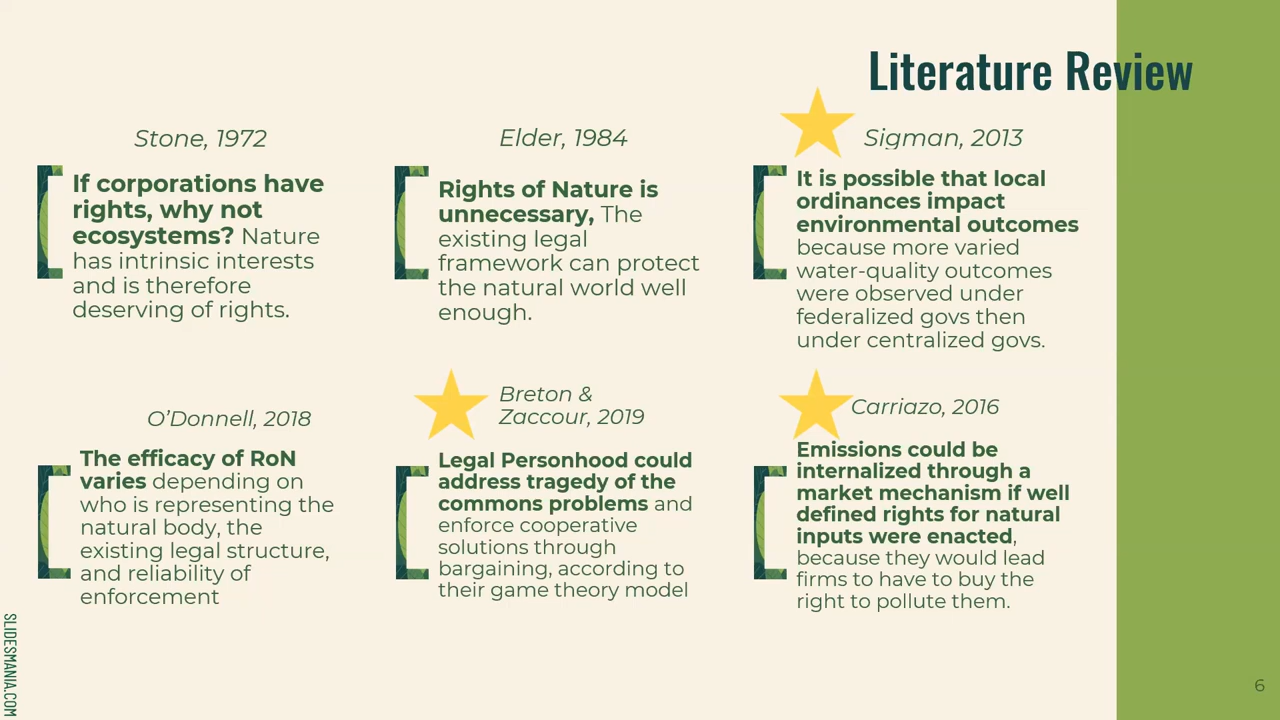 Literature Review
Stone, 1972
If corporations have
rights, why not
ecosystems? Nature
has intrinsic interests
and is therefore
deserving of rights.
Elder, 1984
Rights of Nature is
unnecessary, The
existing legal
framework can protect
the natural world well
enough.
Sigman, 2013
It is possible that local
ordinances impact
environmental outcomes
because more varied
water-quality outcomes
were observed under
federalized govs then
under centralized govs.
O’Donnell, 2018
The efficacy of RoN
varies depending on
who is representing the
natural body, the
existing legal structure,
and reliability of
enforcement
Breton &
Zaccour, 2019
Legal Personhood could
address tragedy of the
commons problems and
enforce cooperative
solutions through
bargaining, according to
their game theory model
Carriazo, 2016
Emissions could be
internalized through a
market mechanism if well
defined rights for natural
inputs were enacted,
because they would lead
firms to have to buy the
right to pollute them.
SLIDESMANIA.COM
6